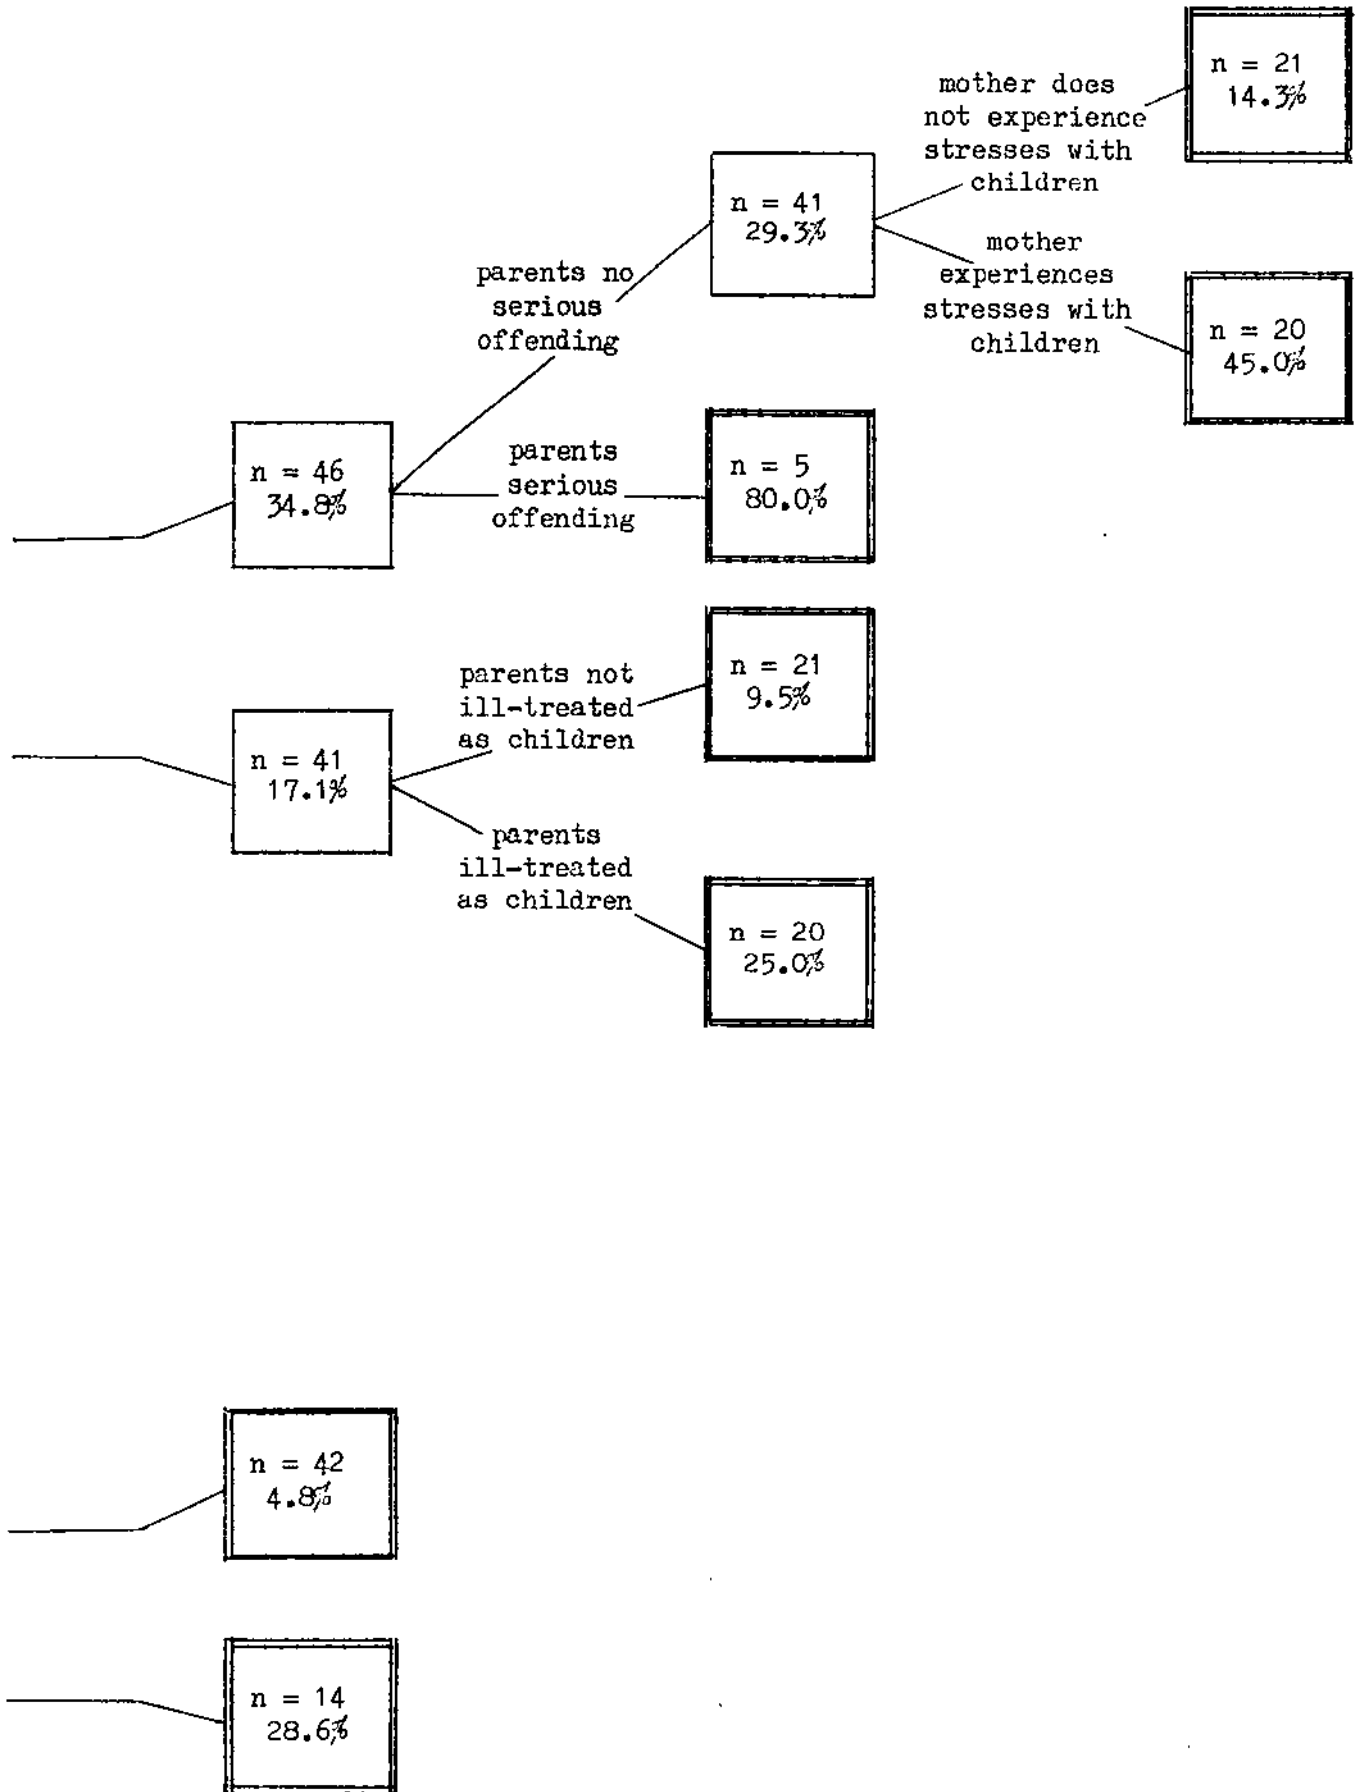 n = 21
14.3%
mother does
not experience
stresses with
children
n = 41
29.3%
mother
experiences
stresses with
children
n = 20
45.0%
parents no
serious
offending
n = 46
34.8%
parents
serious
offending
n = 5
80.0%
parents not
ill-treated
as children
n = 21
9.5%
n = 41
17.1%
parents
ill-treated
as children
n = 20
25.0%
n = 42
4.8%
n = 14
28.6%